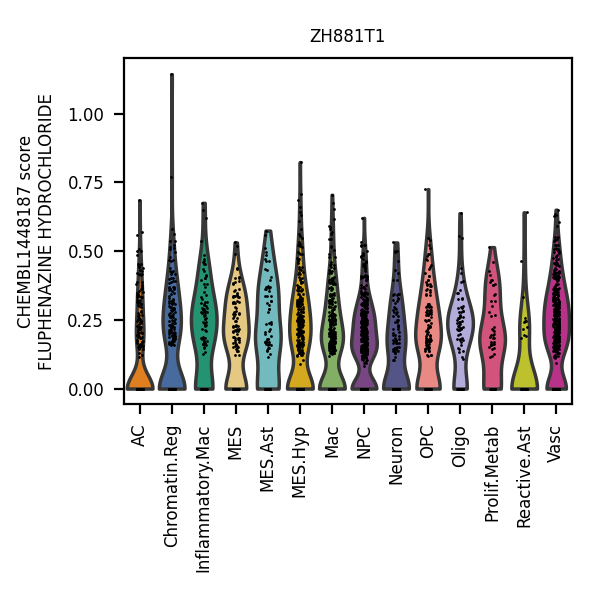 ZH881T1
CHEMBL1448187 score
FLUPHENAZINE HYDROCHLORIDE
1.00
0.75
0.50
0.25
0.00
AC
Chromatin.Reg
Inflammatory.Mac
MES
MES.Ast
MES.Hyp
Mac
NPC
Neuron
OPC
Oligo
Prolif.Metab
Reactive.Ast
Vasc